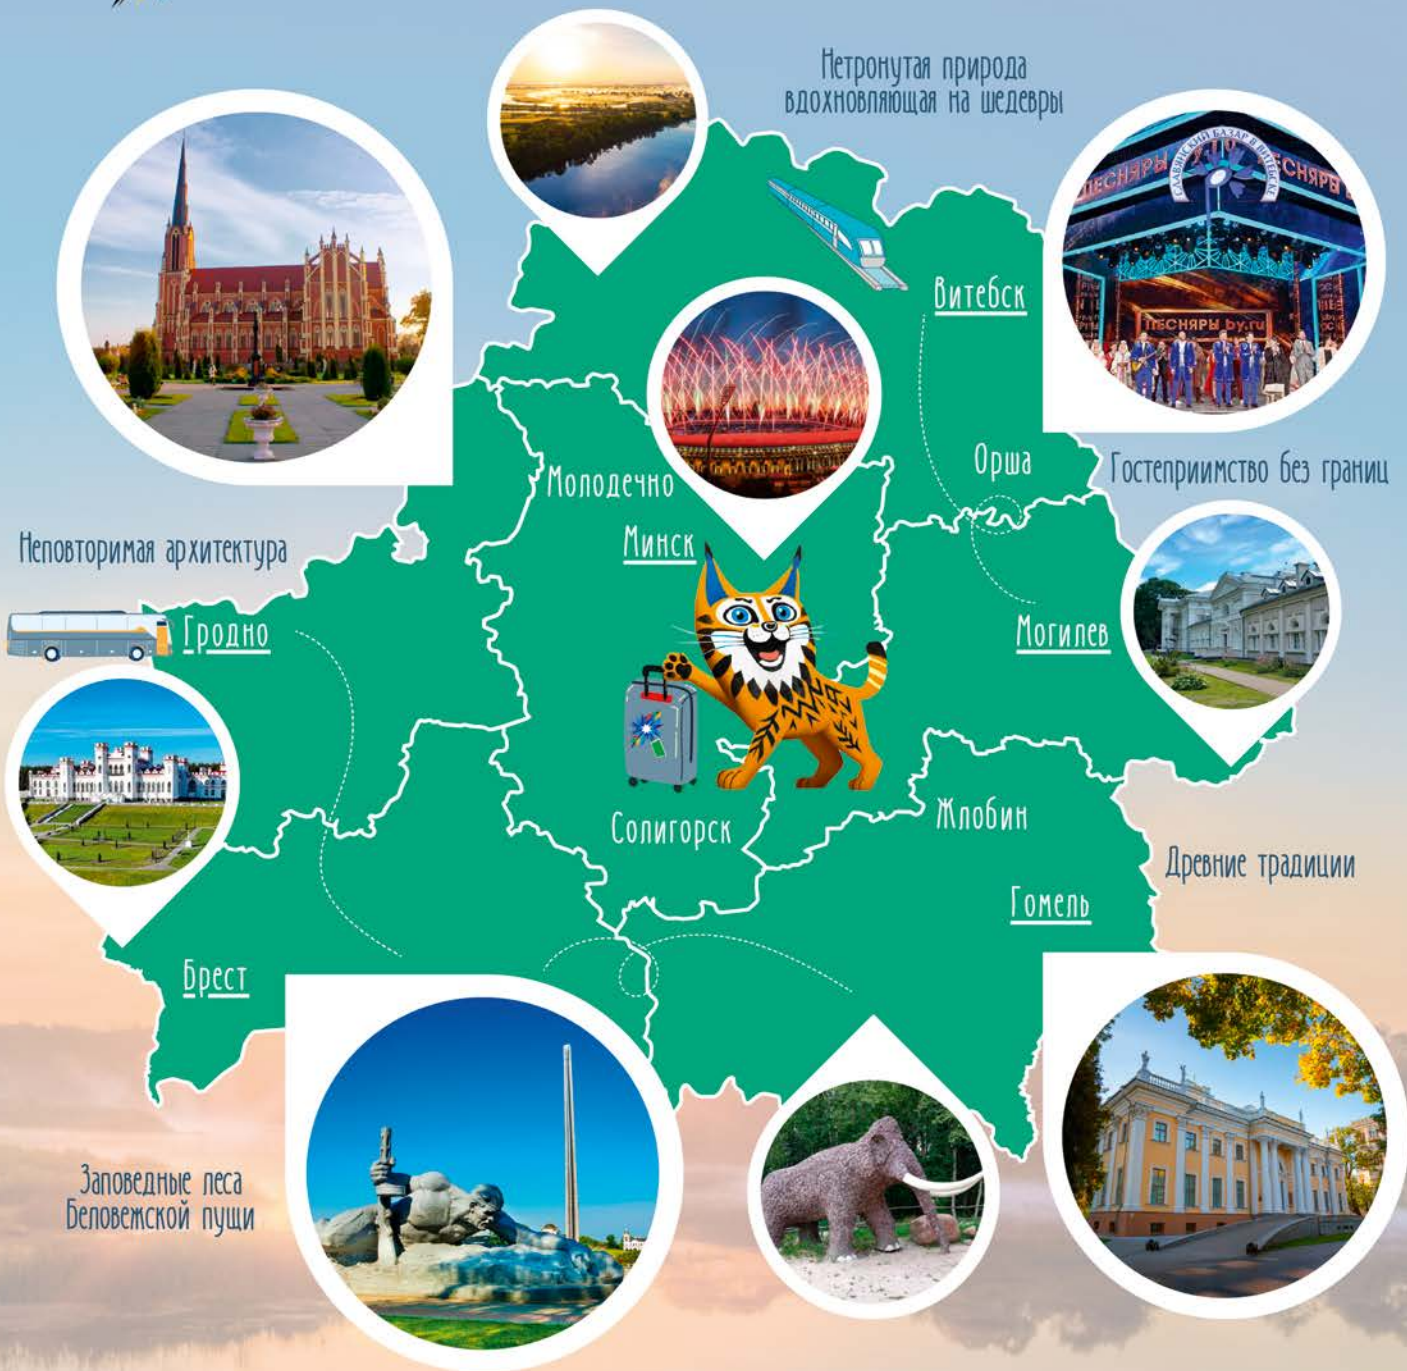 Нетронутая природа
вдохновляющая на шедевры
СЛАВЯНСКИЙ БАЗАР В ВИТЕБСКЕ
ПЕСНЯРЫ
ПЕСНЯРЫ
ПЕСНЯРЫ by.ru
Витебск
Орша
Гостеприимство без границ
Молодечно
Минск
Неповторимая архитектура
Гродно
Могилев
Солигорск
Жлобин
Древние традиции
Гомель
Брест
Заповедные леса
Беловежской пущи